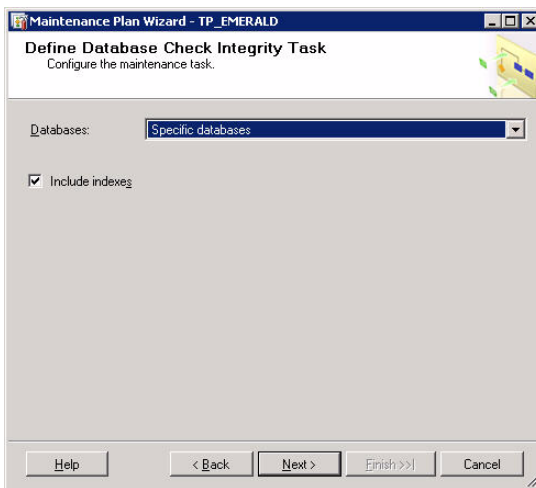 Maintenance Plan Wizard - TP_EMERALD
Define Database Check Integrity Task
Configure the maintenance task.
Databases: Specific databases
Include indexes
Help < Back Next > Finish >>| Cancel